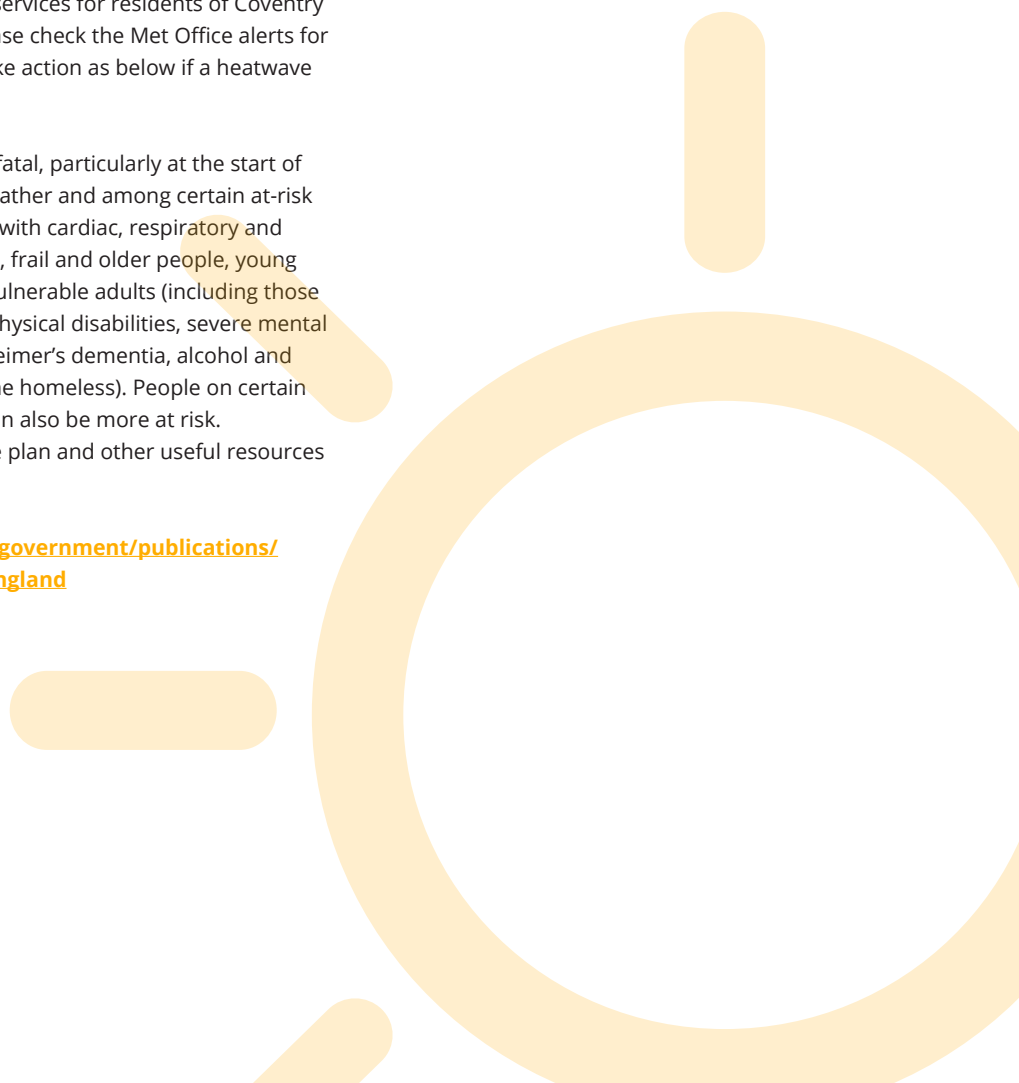 services for residents of Coventry
ase check the Met Office alerts for
ke action as below if a heatwave
fatal, particularly at the start of
ather and among certain at-risk
with cardiac, respiratory and
, frail and older people, young
ulnerable adults (including those
hysical disabilities, severe mental
eimer’s dementia, alcohol and
he homeless). People on certain
n also be more at risk.
e plan and other useful resources
government/publications/
ngland